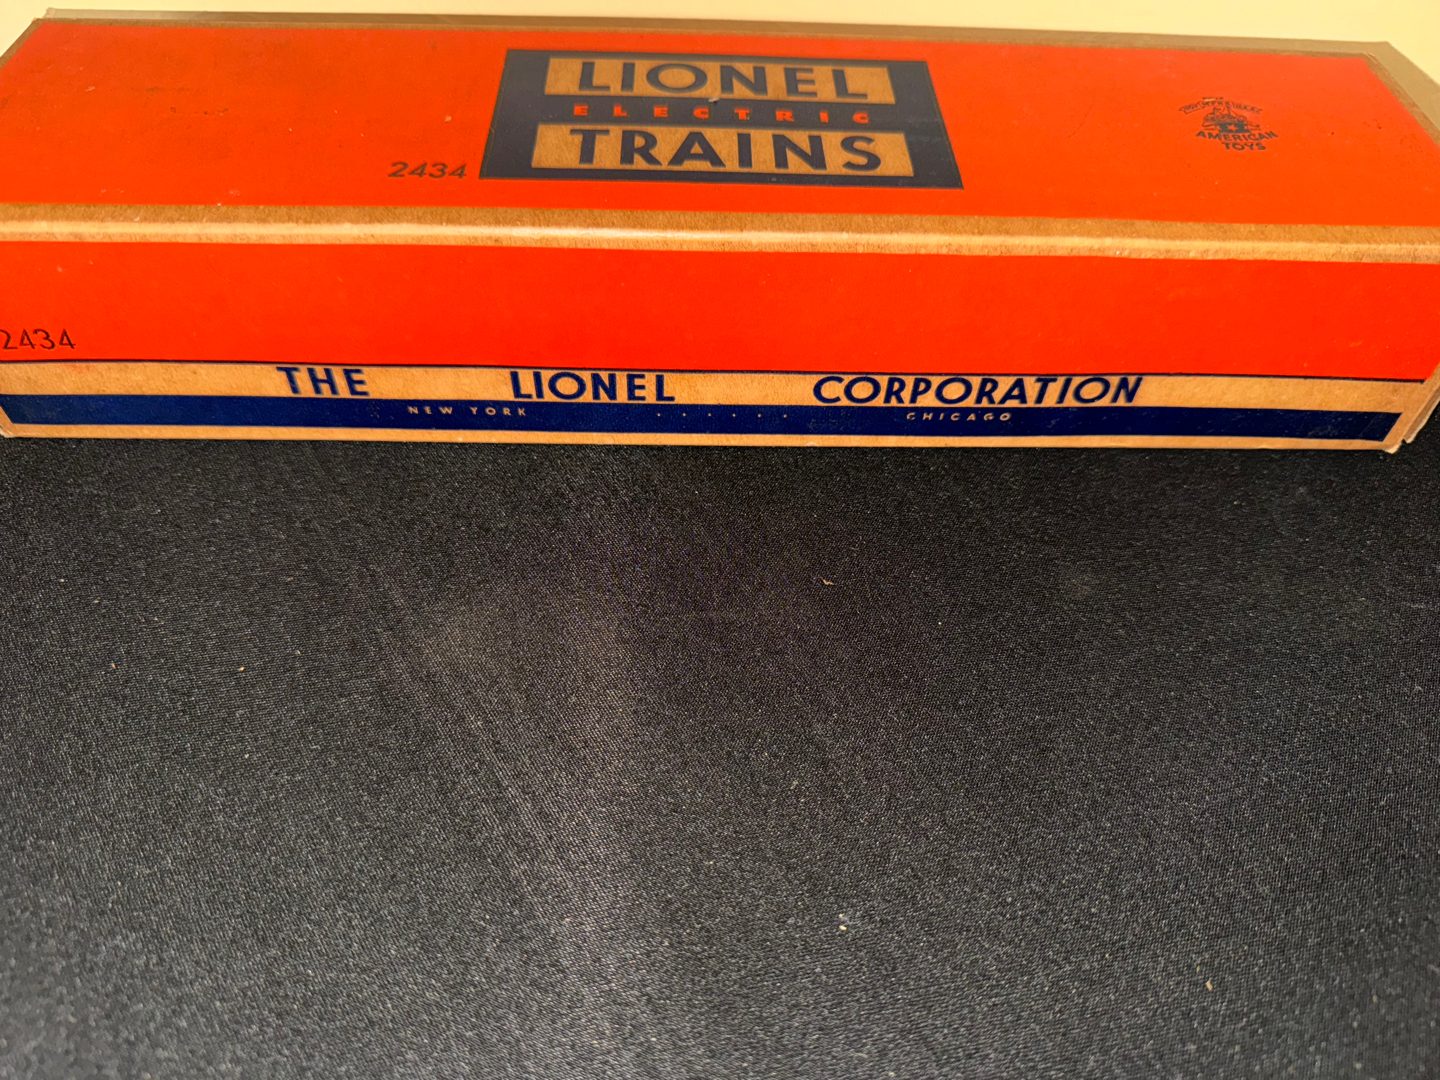 LIONEL
ELECTRIC
TRAINS
2434
AMERICAN
TOYS
2434
THE LIONEL CORPORATION
NEW YORK · · · · · · CHICAGO